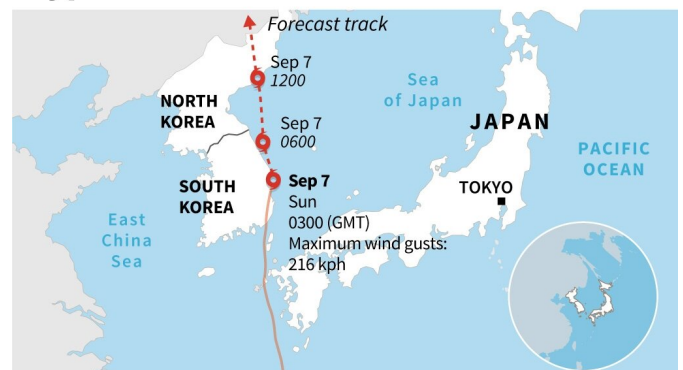 Forecast track
Sep 7
1200
NORTH
KOREA
Sea
of Japan
JAPAN
Sep 7
0600
PACIFIC
OCEAN
SOUTH
KOREA
Sep 7
Sun
0300 (GMT)
Maximum wind gusts:
216 kph
TOKYO
East
China
Sea